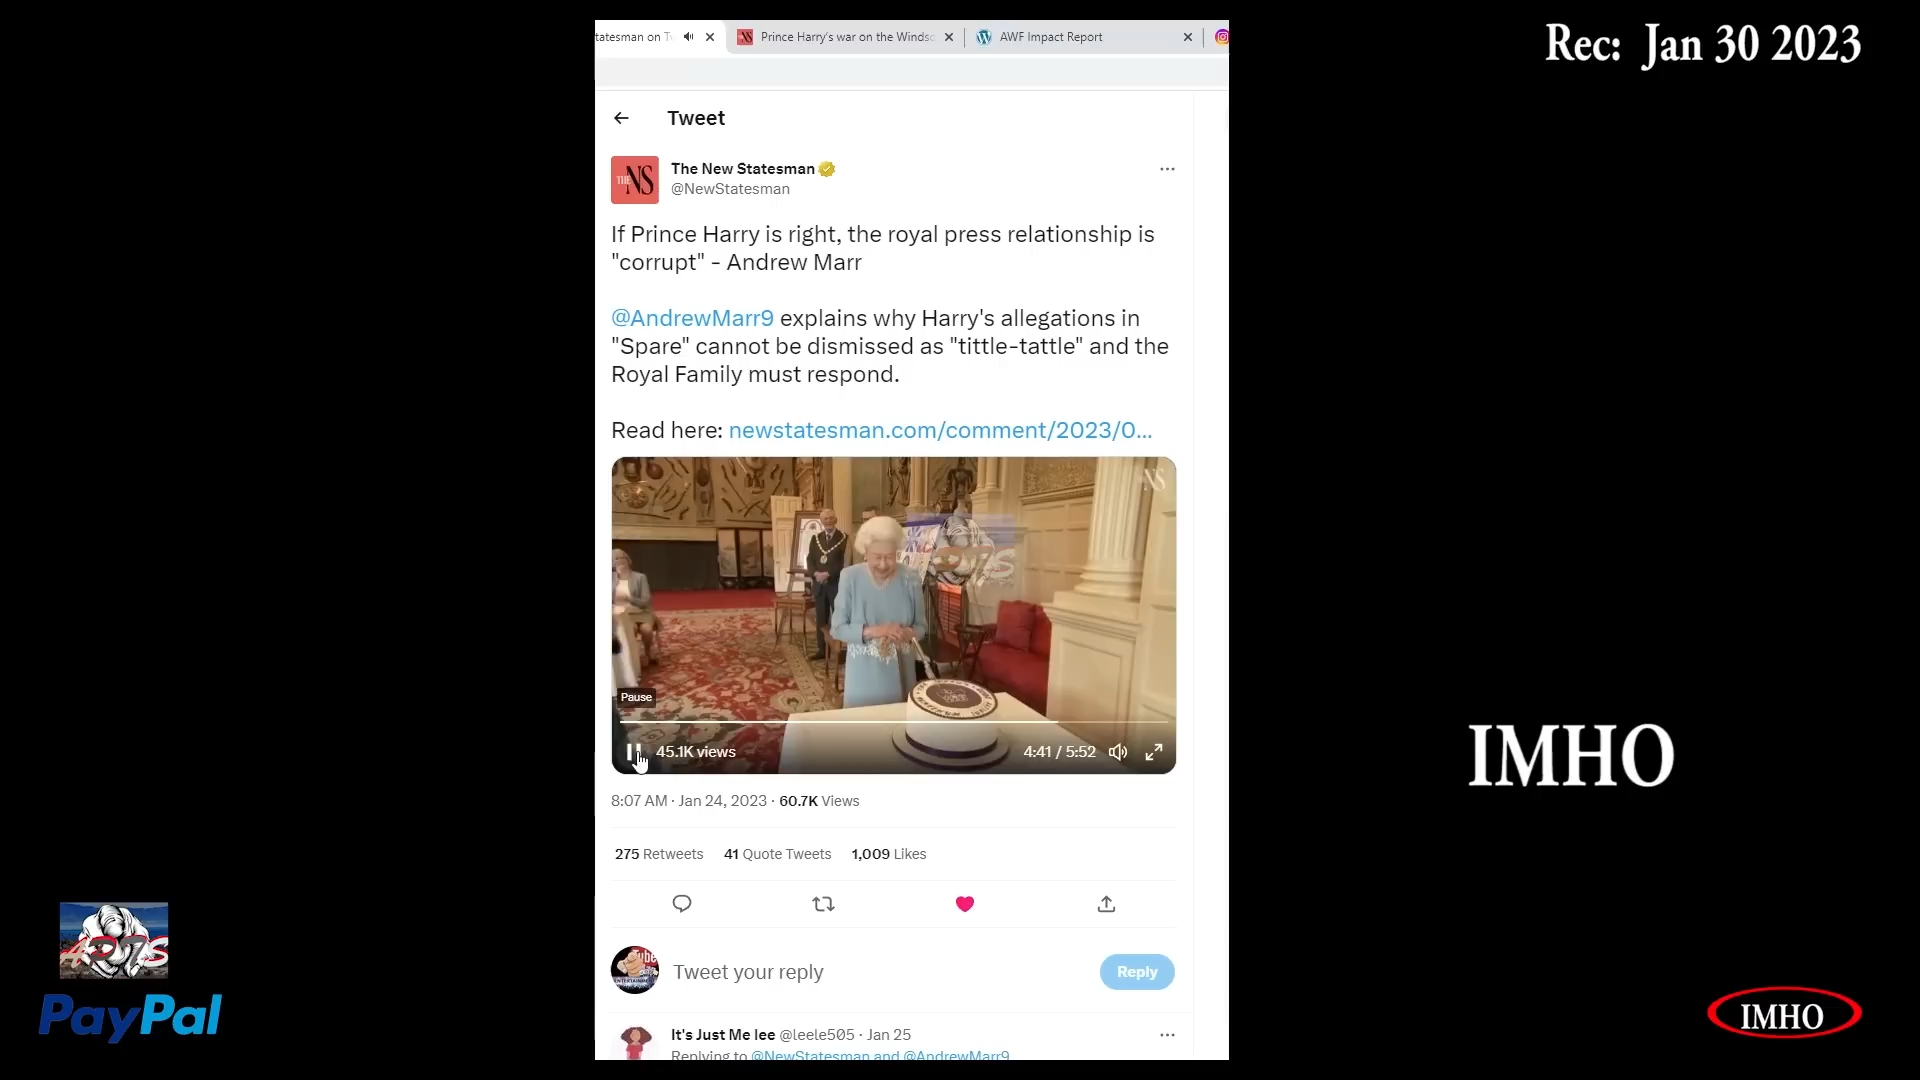 Rec: Jan 30 2023
tatesman on T
Prince Harry's war on the Windso
AWF Impact Report
Tweet
THE NS
The New Statesman
@NewStatesman
If Prince Harry is right, the royal press relationship is
"corrupt" - Andrew Marr
@AndrewMarr9 explains why Harry's allegations in
"Spare" cannot be dismissed as "tittle-tattle" and the
Royal Family must respond.
Read here: newstatesman.com/comment/2023/0...
NS
Pause
45.1K views
4:41 / 5:52
8:07 AM · Jan 24, 2023 · 60.7K Views
275 Retweets 41 Quote Tweets 1,009 Likes
Tweet your reply
Reply
It's Just Me lee @leele505 · Jan 25
Replying to @NewStatesman and @AndrewMarr9
IMHO
PayPal
IMHO